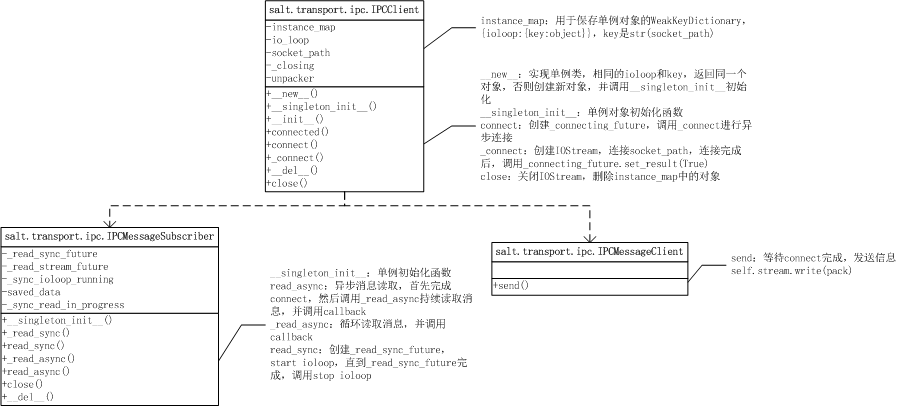 salt.transport.ipc.IPCClient
-instance_map
-io_loop
-socket_path
-_closing
-unpacker
+__new__()
+__singleton_init__()
+__init__()
+connected()
+connect()
+_connect()
+__del__()
+close()
instance_map：用于保存单例对象的WeakKeyDictionary，
{ioloop:{key:object}}，key是str(socket_path)
__new__：实现单例类，相同的ioloop和key，返回同一个
对象，否则创建新对象，并调用__singleton_init__初始
化
__singleton_init__：单例对象初始化函数
connect：创建_connecting_future，调用_connect进行异
步连接
_connect：创建IOStream，连接socket_path，连接完成
后，调用_connecting_future.set_result(True)
close：关闭IOStream，删除instance_map中的对象
salt.transport.ipc.IPCMessageSubscriber
-_read_sync_future
-_read_stream_future
-_sync_ioloop_running
-saved_data
-_sync_read_in_progress
+__singleton_init__()
+_read_sync()
+read_sync()
+_read_async()
+read_async()
+close()
+__del__()
__singleton_init__：单例初始化函数
read_async：异步消息读取，首先完成
connect，然后调用_read_async持续读取消
息，并调用callback
_read_async：循环读取消息，并调用
callback
read_sync：创建_read_sync_future，
start ioloop，直到_read_sync_future完
成，调用stop ioloop
salt.transport.ipc.IPCMessageClient
+send()
send：等待connect完成，发送信息
self.stream.write(pack)